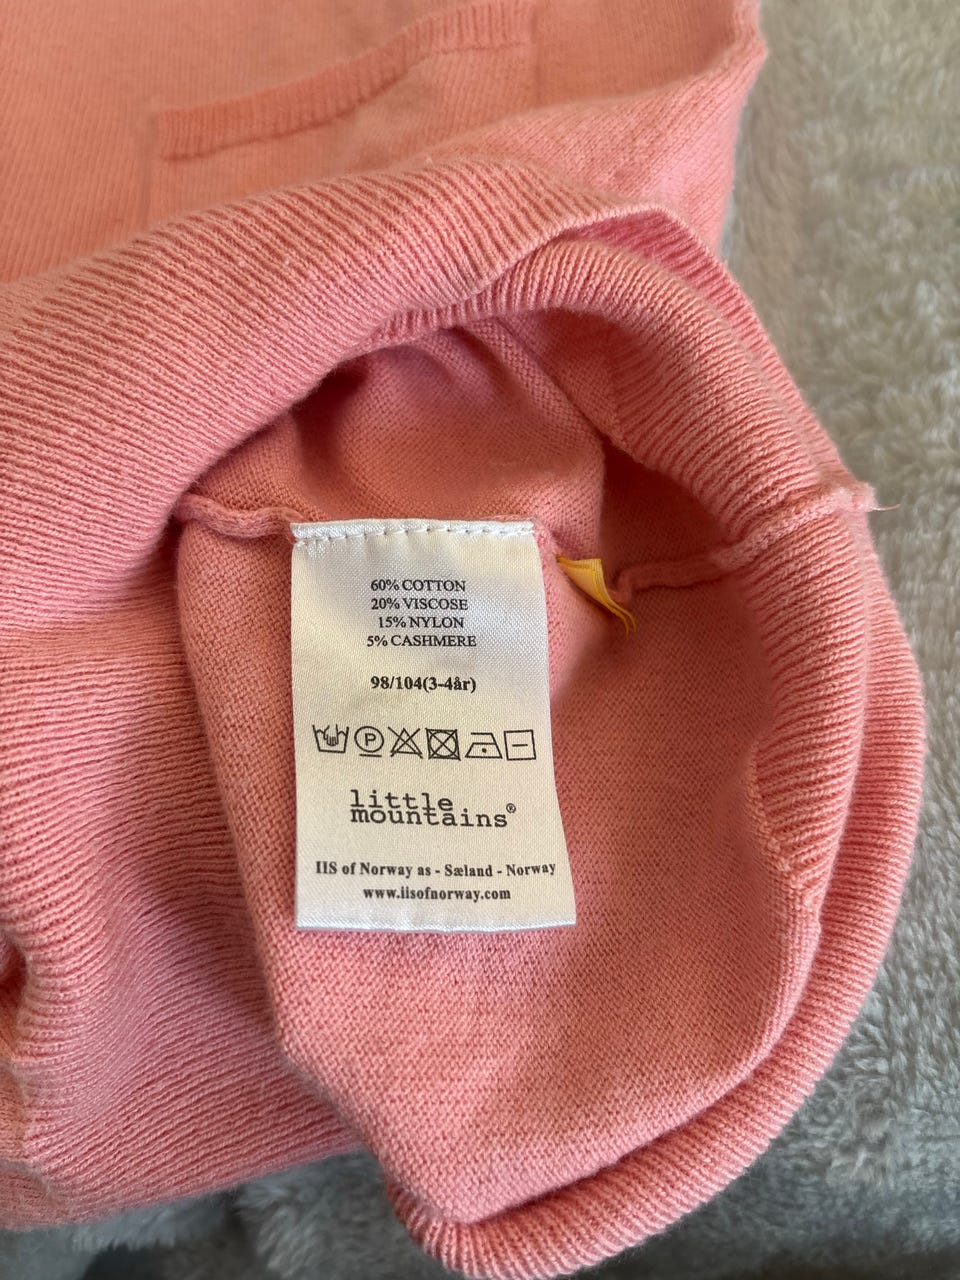 60% COTTON
20% VISCOSE
15% NYLON
5% CASHMERE
98/104(3-4år)
P
little
mountains®
IIS of Norway as - Sæland - Norway
www.iisofnorway.com